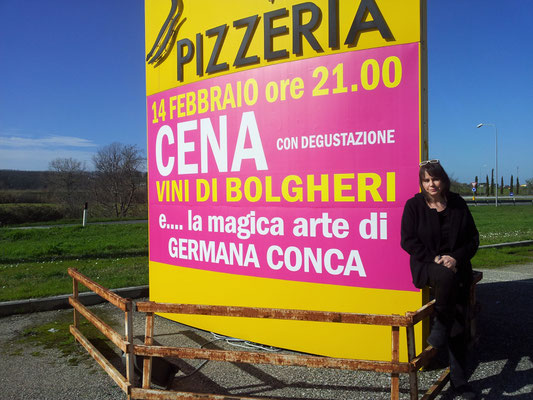 PIZZERIA
14 FEBBRAIO ore 21.00
CENA CON DEGUSTAZIONE
VINI DI BOLGHERI
e.... la magica arte di
GERMANA CONCA